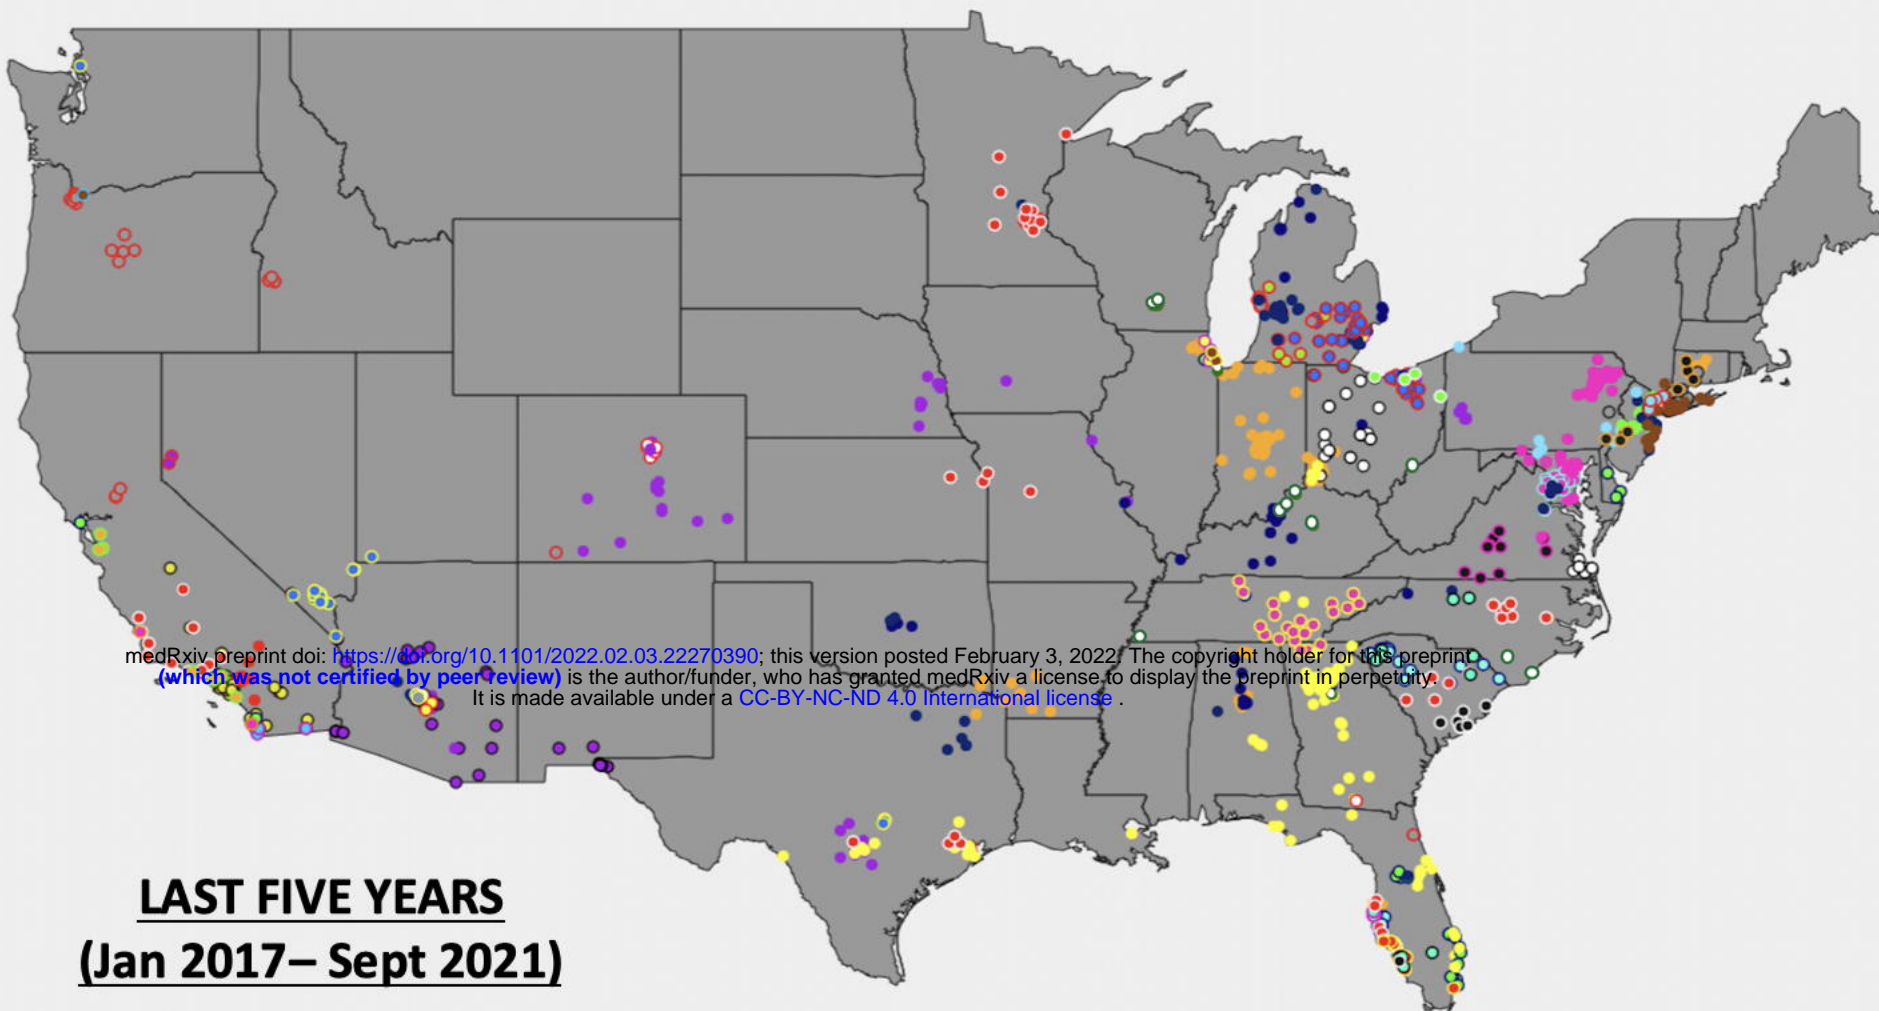 medRxiv preprint doi: https://doi.org/10.1101/2022.02.03.22270390; this version posted February 3, 2022. The copyright holder for this preprint
(which was not certified by peer review) is the author/funder, who has granted medRxiv a license to display the preprint in perpetuity.
It is made available under a CC-BY-NC-ND 4.0 International license .
LAST FIVE YEARS
(Jan 2017– Sept 2021)